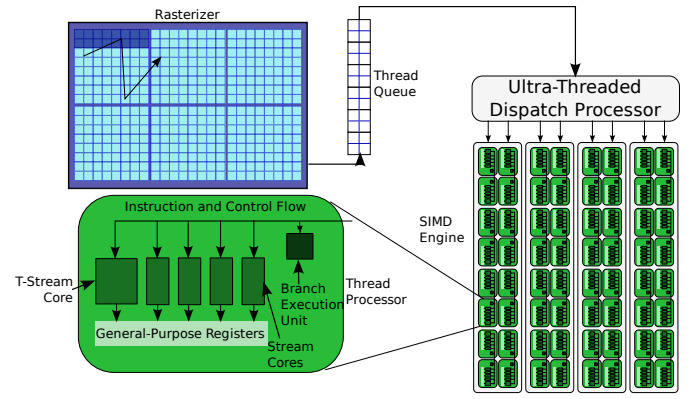 Rasterizer
Thread
Queue
Ultra-Threaded
Dispatch Processor
Instruction and Control Flow
SIMD
Engine
T-Stream
Core
Branch
Execution
Unit
Thread
Processor
General-Purpose Registers
Stream
Cores